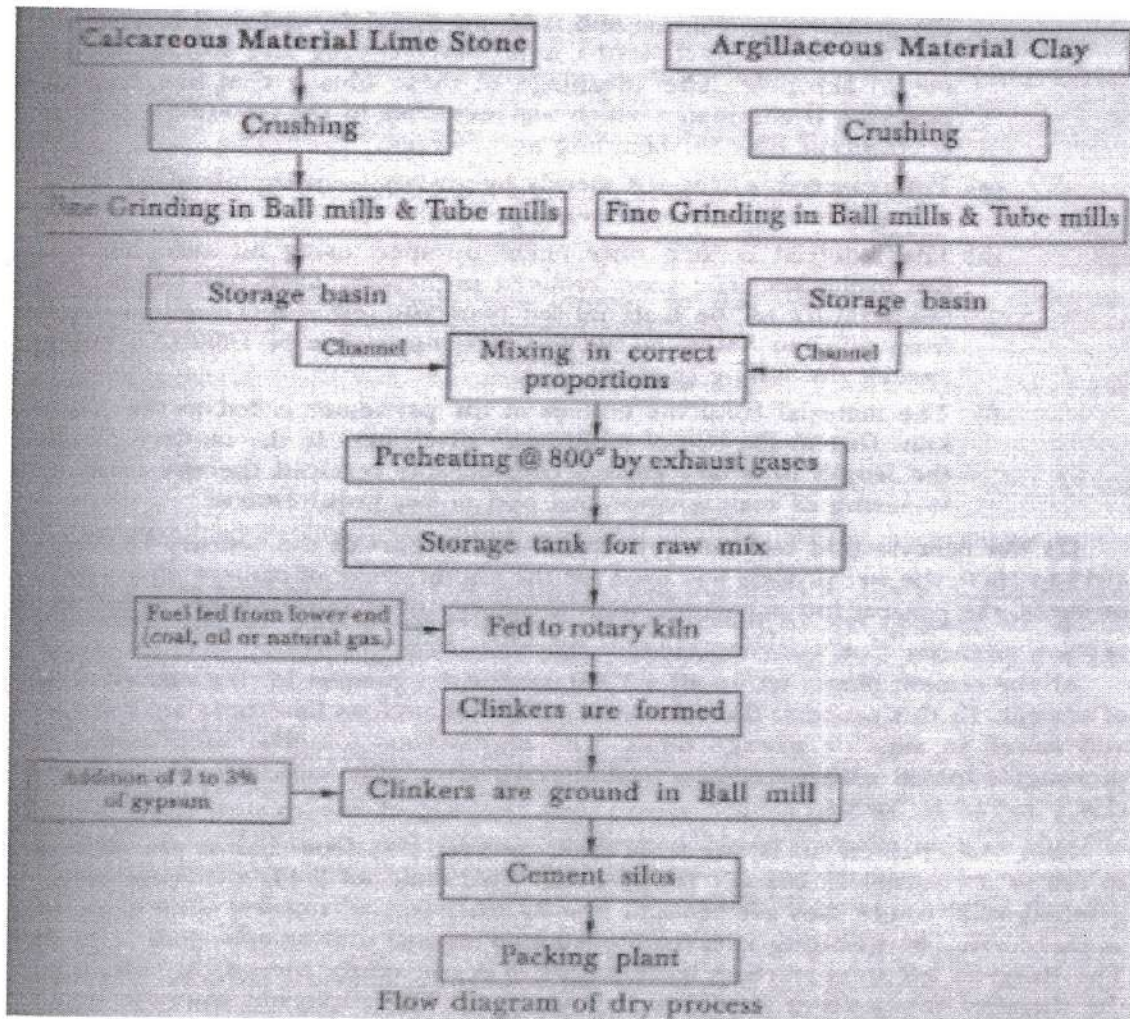 Calcareous Material Lime Stone
Argillaceous Material Clay
Crushing
Crushing
Fine Grinding in Ball mills & Tube mills
Fine Grinding in Ball mills & Tube mills
Storage basin
Storage basin
Channel
Mixing in correct
proportions
Channel
Preheating @ 800° by exhaust gases
Storage tank for raw mix
Fuel fed from lower end
(coal, oil or natural gas.)
Fed to rotary kiln
Clinkers are formed
Addition of 2 to 3%
of gypsum
Clinkers are ground in Ball mill
Cement silos
Packing plant
Flow diagram of dry process